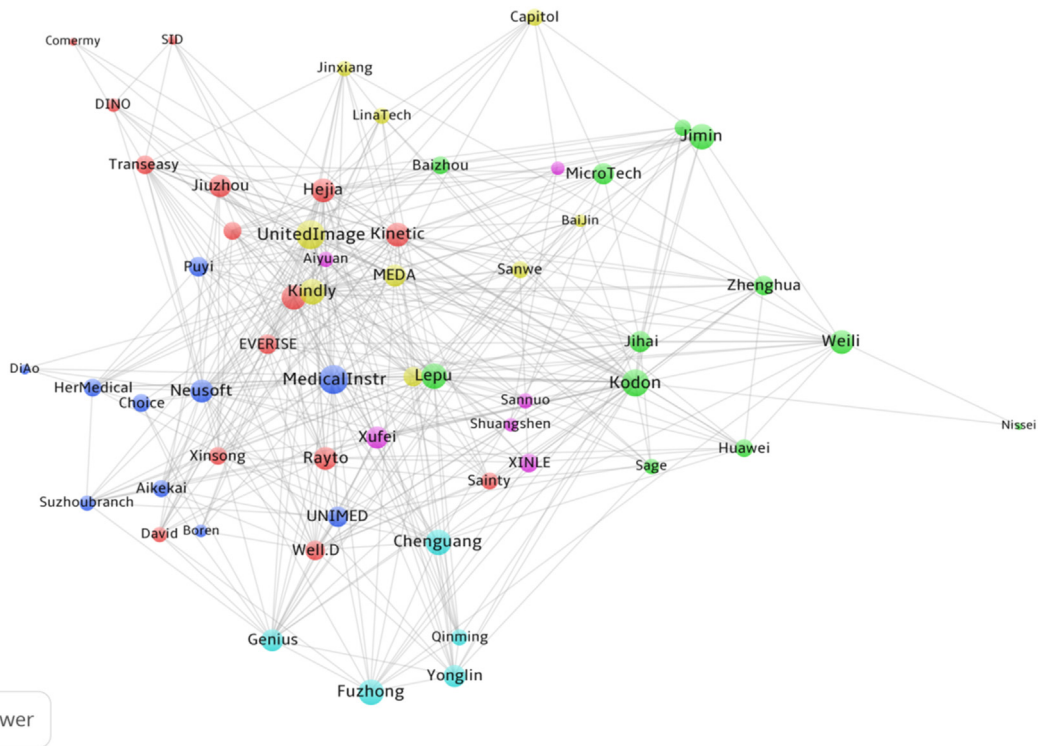 Capitol
Comermy
SID
Jinxiang
DINO
LinaTech
Jimin
Transeasy
Baizhou
MicroTech
Jiuzhou
Hejia
BaiJin
UnitedImage
Kinetic
Aiyuan
Puyi
MEDA
Sanwe
Zhenghua
Kindly
EVERISE
Jihai
Weili
DiAo
MedicalInstr
Lepu
Kodon
HerMedical
Neusoft
Choice
Sannuo
Shuangshen
Nissei
Xufei
Huawei
Xinsong
Rayto
XINLE
Sage
Sainty
Aikekai
Suzhoubranch
UNIMED
David
Boren
Chenguang
Well.D
Genius
Qinming
Yonglin
Fuzhong
wer